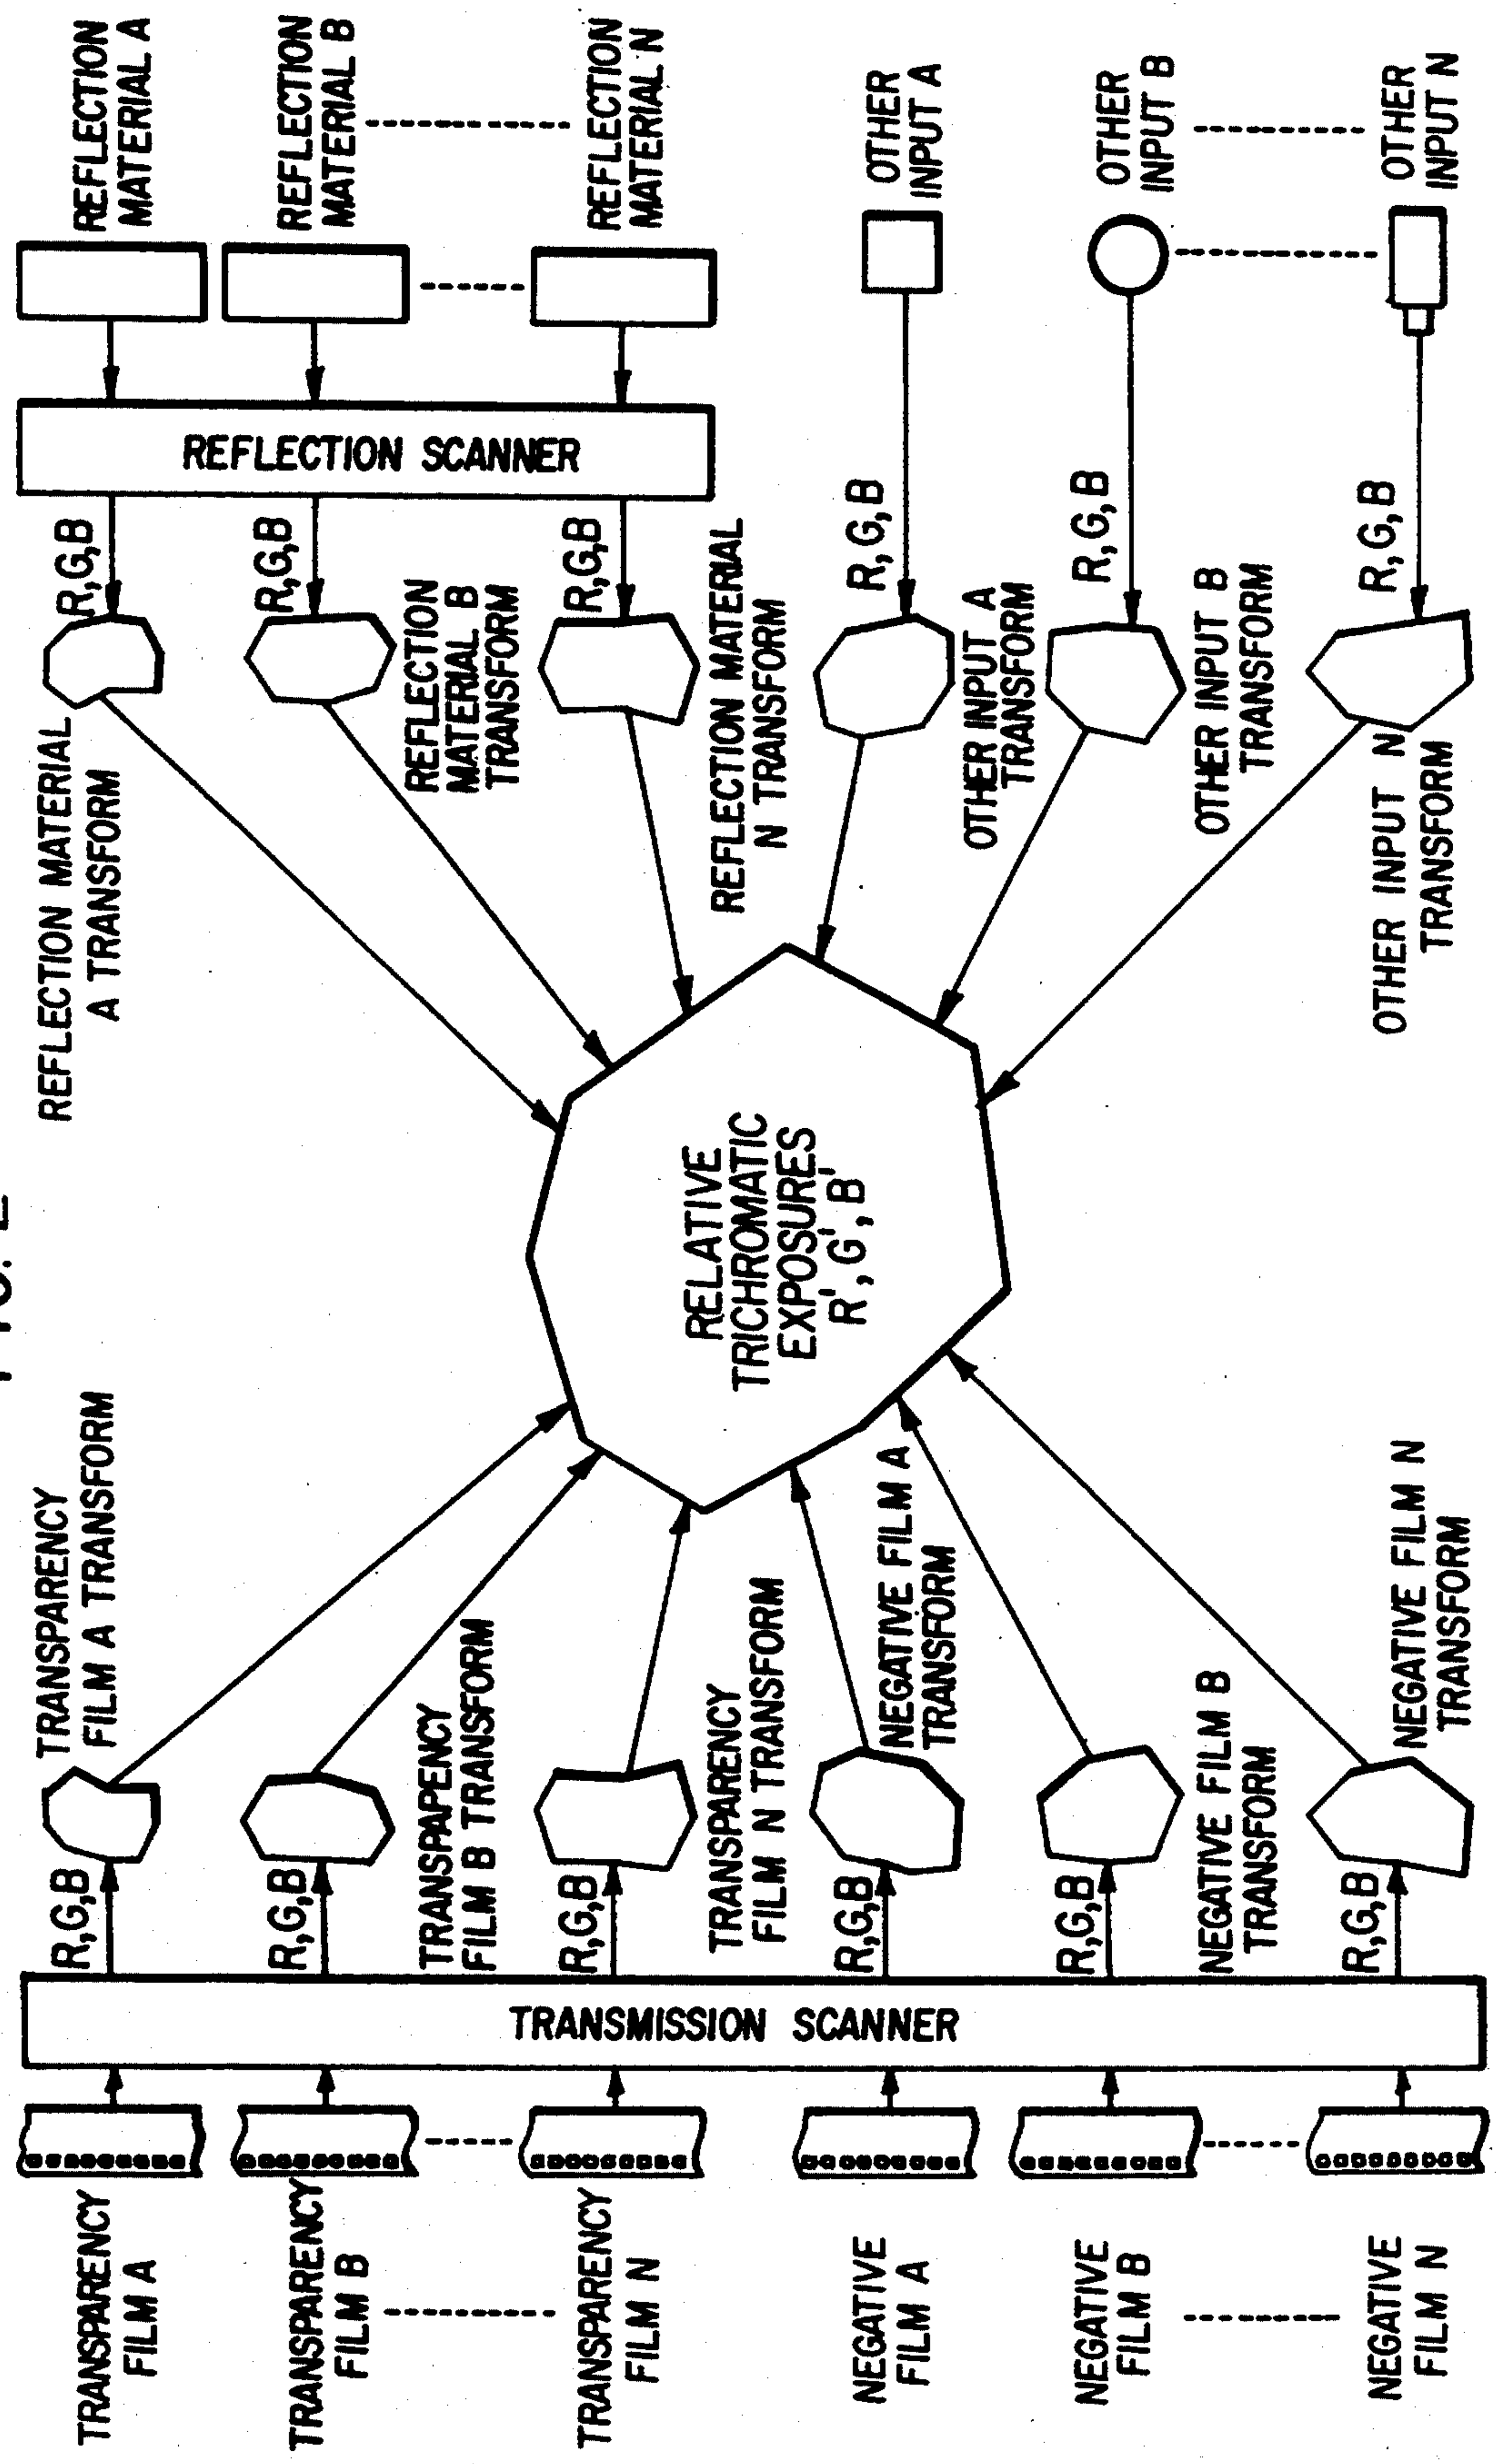 TRANSPARENCY
FILM A
TRANSPARENCY
FILM B
TRANSPARENCY
FILM N
NEGATIVE
FILM A
NEGATIVE
FILM B
NEGATIVE
FILM N
TRANSMISSION SCANNER
R,G,B
R,G,B
R,G,B
R,G,B
R,G,B
R,G,B
TRANSPARENCY
FILM A TRANSFORM
TRANSPAPENCY
FILM B TRANSFORM
TRANSPARENCY
FILM N TRANSFORM
NEGATIVE FILM A
TRANSFORM
NEGATIVE FILM B
TRANSFORM
NEGATIVE FILM N
TRANSFORM
RELATIVE
TRICHROMATIC
EXPOSURES
R',G',B'
REFLECTION MATERIAL
A TRANSFORM
REFLECTION
MATERIAL B
TRANSFORM
REFLECTION MATERIAL
N TRANSFORM
OTHER INPUT A
TRANSFORM
OTHER INPUT B
TRANSFORM
OTHER INPUT N
TRANSFORM
R,G,B
R,G,B
R,G,B
R,G,B
R,G,B
R,G,B
REFLECTION SCANNER
REFLECTION
MATERIAL A
REFLECTION
MATERIAL B
REFLECTION
MATERIAL N
OTHER
INPUT A
OTHER
INPUT B
OTHER
INPUT N